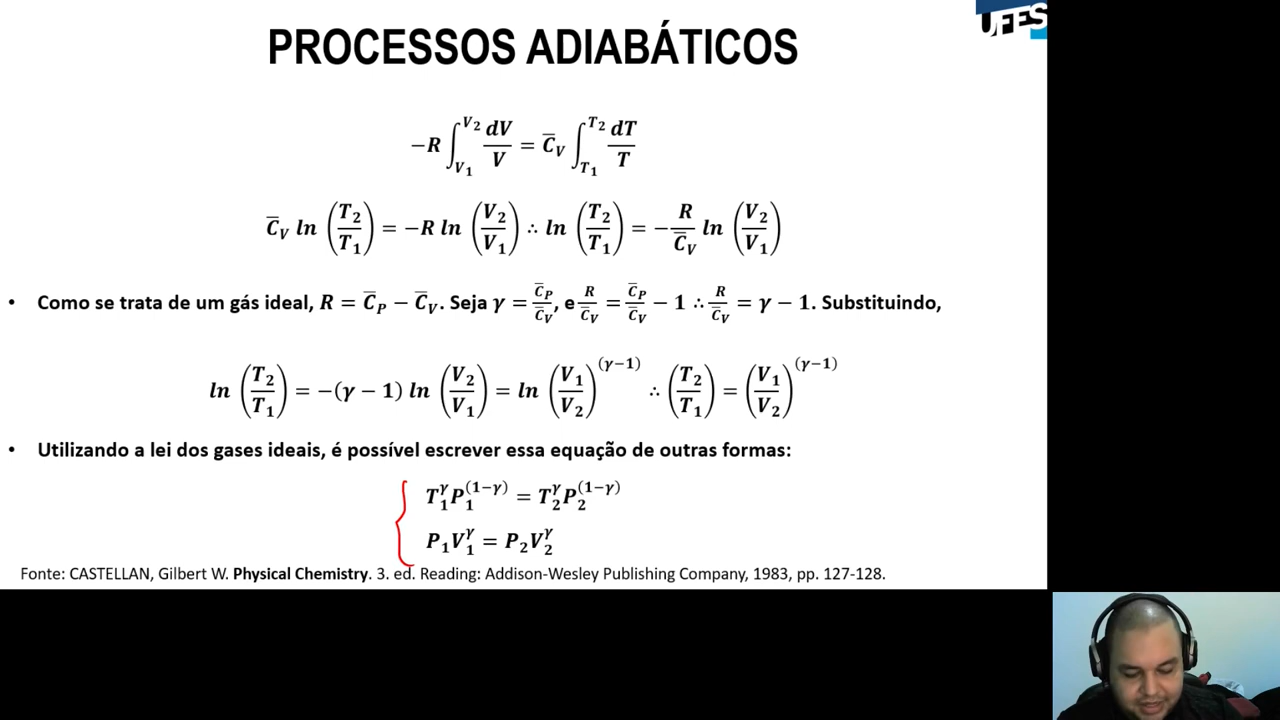 UFES
PROCESSOS ADIABÁTICOS
−R ∫_{V₁}^{V₂} dV/V = C̅_V ∫_{T₁}^{T₂} dT/T
C̅_V ln (T₂/T₁) = −R ln (V₂/V₁) ∴ ln (T₂/T₁) = −R/C̅_V ln (V₂/V₁)
• Como se trata de um gás ideal, R = C̅_P − C̅_V. Seja γ = C̅_P/C̅_V, e R/C̅_V = C̅_P/C̅_V − 1 ∴ R/C̅_V = γ − 1. Substituindo,
ln (T₂/T₁) = −(γ − 1) ln (V₂/V₁) = ln (V₁/V₂)^(γ−1) ∴ (T₂/T₁) = (V₁/V₂)^(γ−1)
• Utilizando a lei dos gases ideais, é possível escrever essa equação de outras formas:
T₁^γ P₁^(1−γ) = T₂^γ P₂^(1−γ)
P₁V₁^γ = P₂V₂^γ
Fonte: CASTELLAN, Gilbert W. Physical Chemistry. 3. ed. Reading: Addison-Wesley Publishing Company, 1983, pp. 127-128.